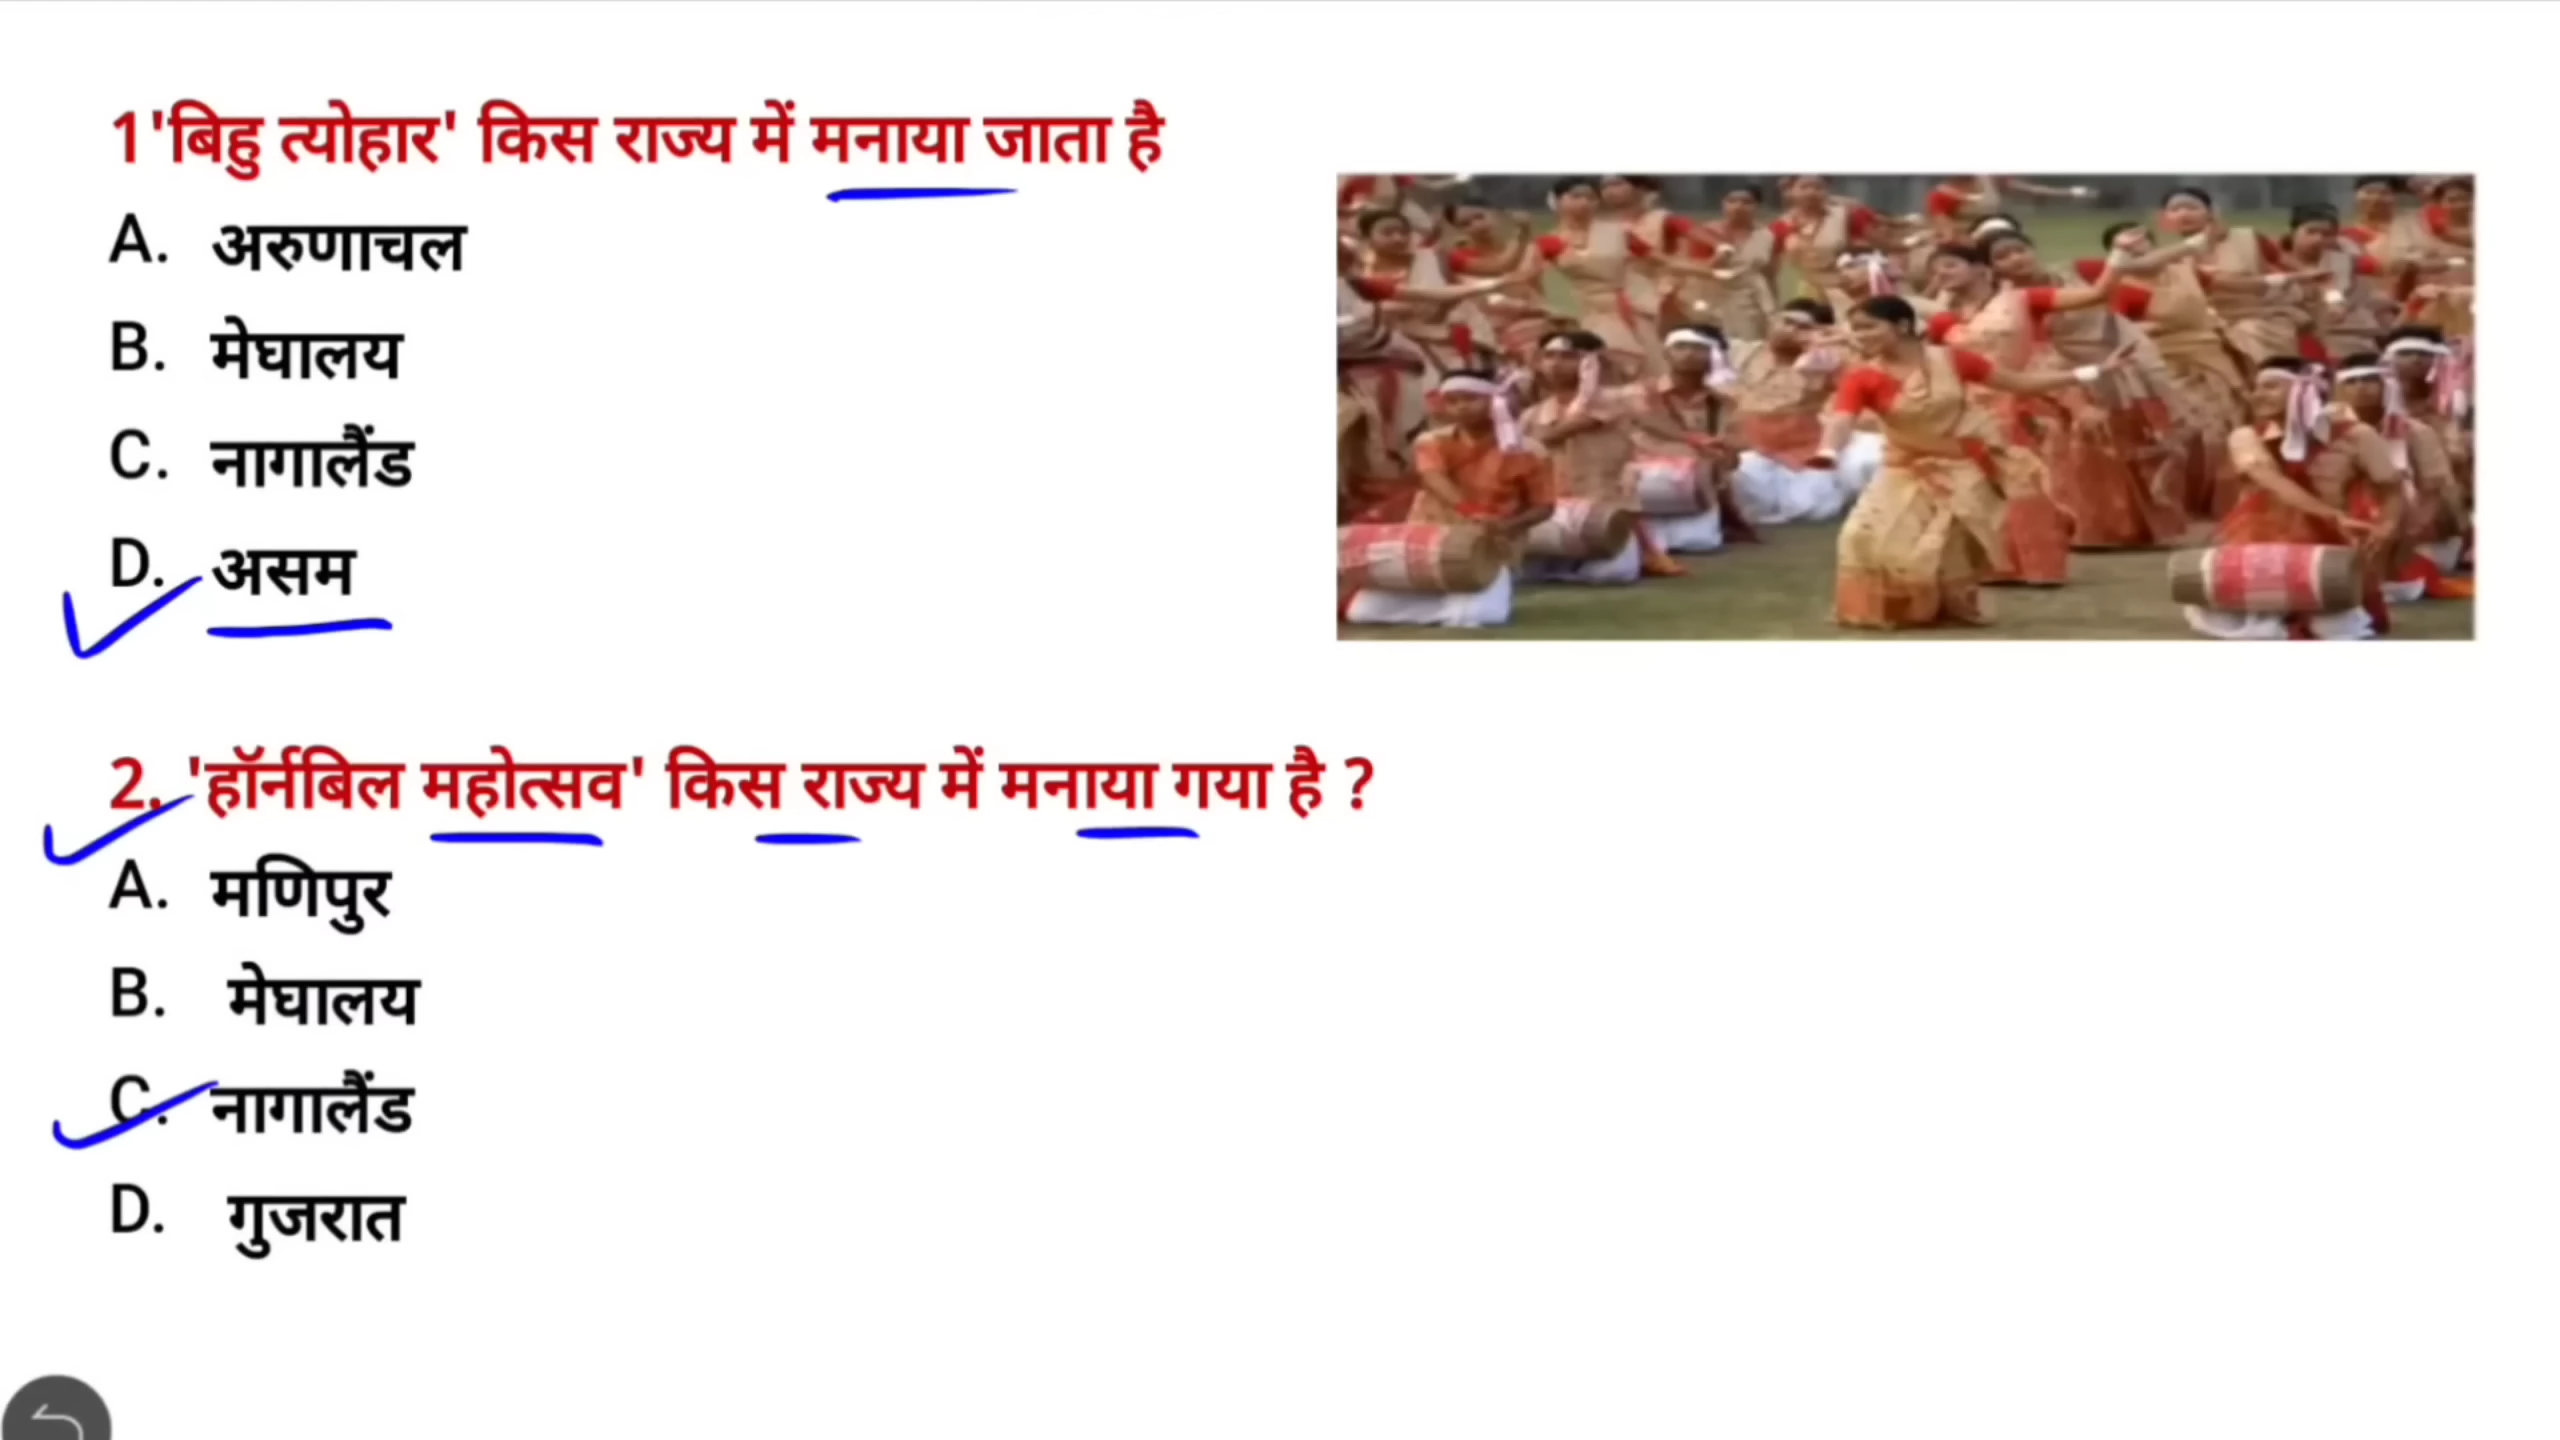 1'बिहु त्योहार' किस राज्य में मनाया जाता है
A. अरुणाचल
B. मेघालय
C. नागालैंड
D. असम
2. 'हॉर्नबिल महोत्सव' किस राज्य में मनाया गया है ?
A. मणिपुर
B. मेघालय
C. नागालैंड
D. गुजरात